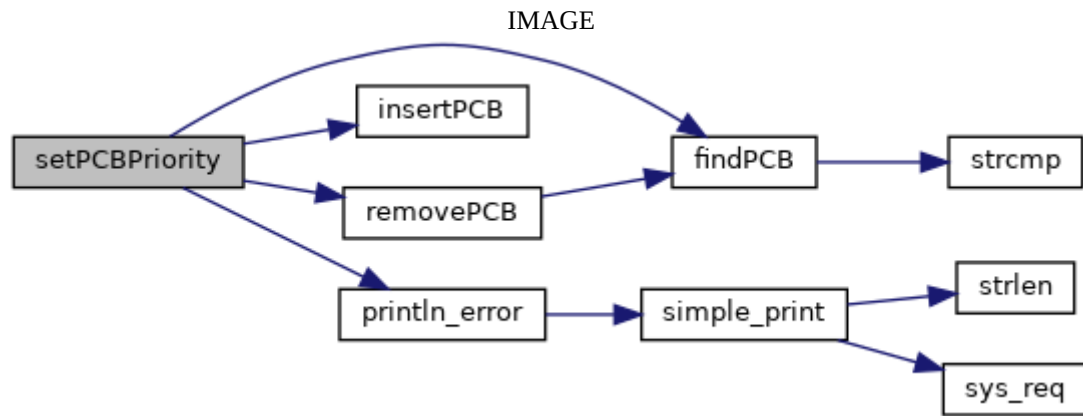 IMAGE
setPCBPriority
insertPCB
removePCB
println_error
findPCB
simple_print
strcmp
strlen
sys_req